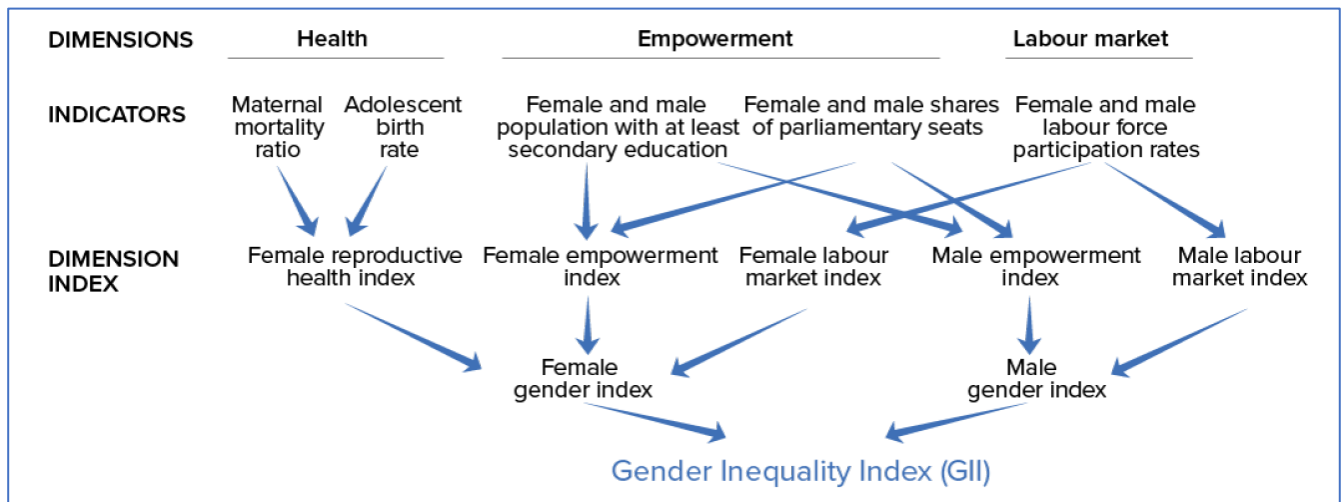 DIMENSIONS Health Empowerment Labour market
INDICATORS
Maternal
mortality
ratio
Adolescent
birth
rate
Female and male
population with at least
secondary education
Female and male shares
of parliamentary seats
Female and male
labour force
participation rates
DIMENSION
INDEX
Female reproductive
health index
Female empowerment
index
Female labour
market index
Male empowerment
index
Male labour
market index
Female
gender index
Male
gender index
Gender Inequality Index (GII)